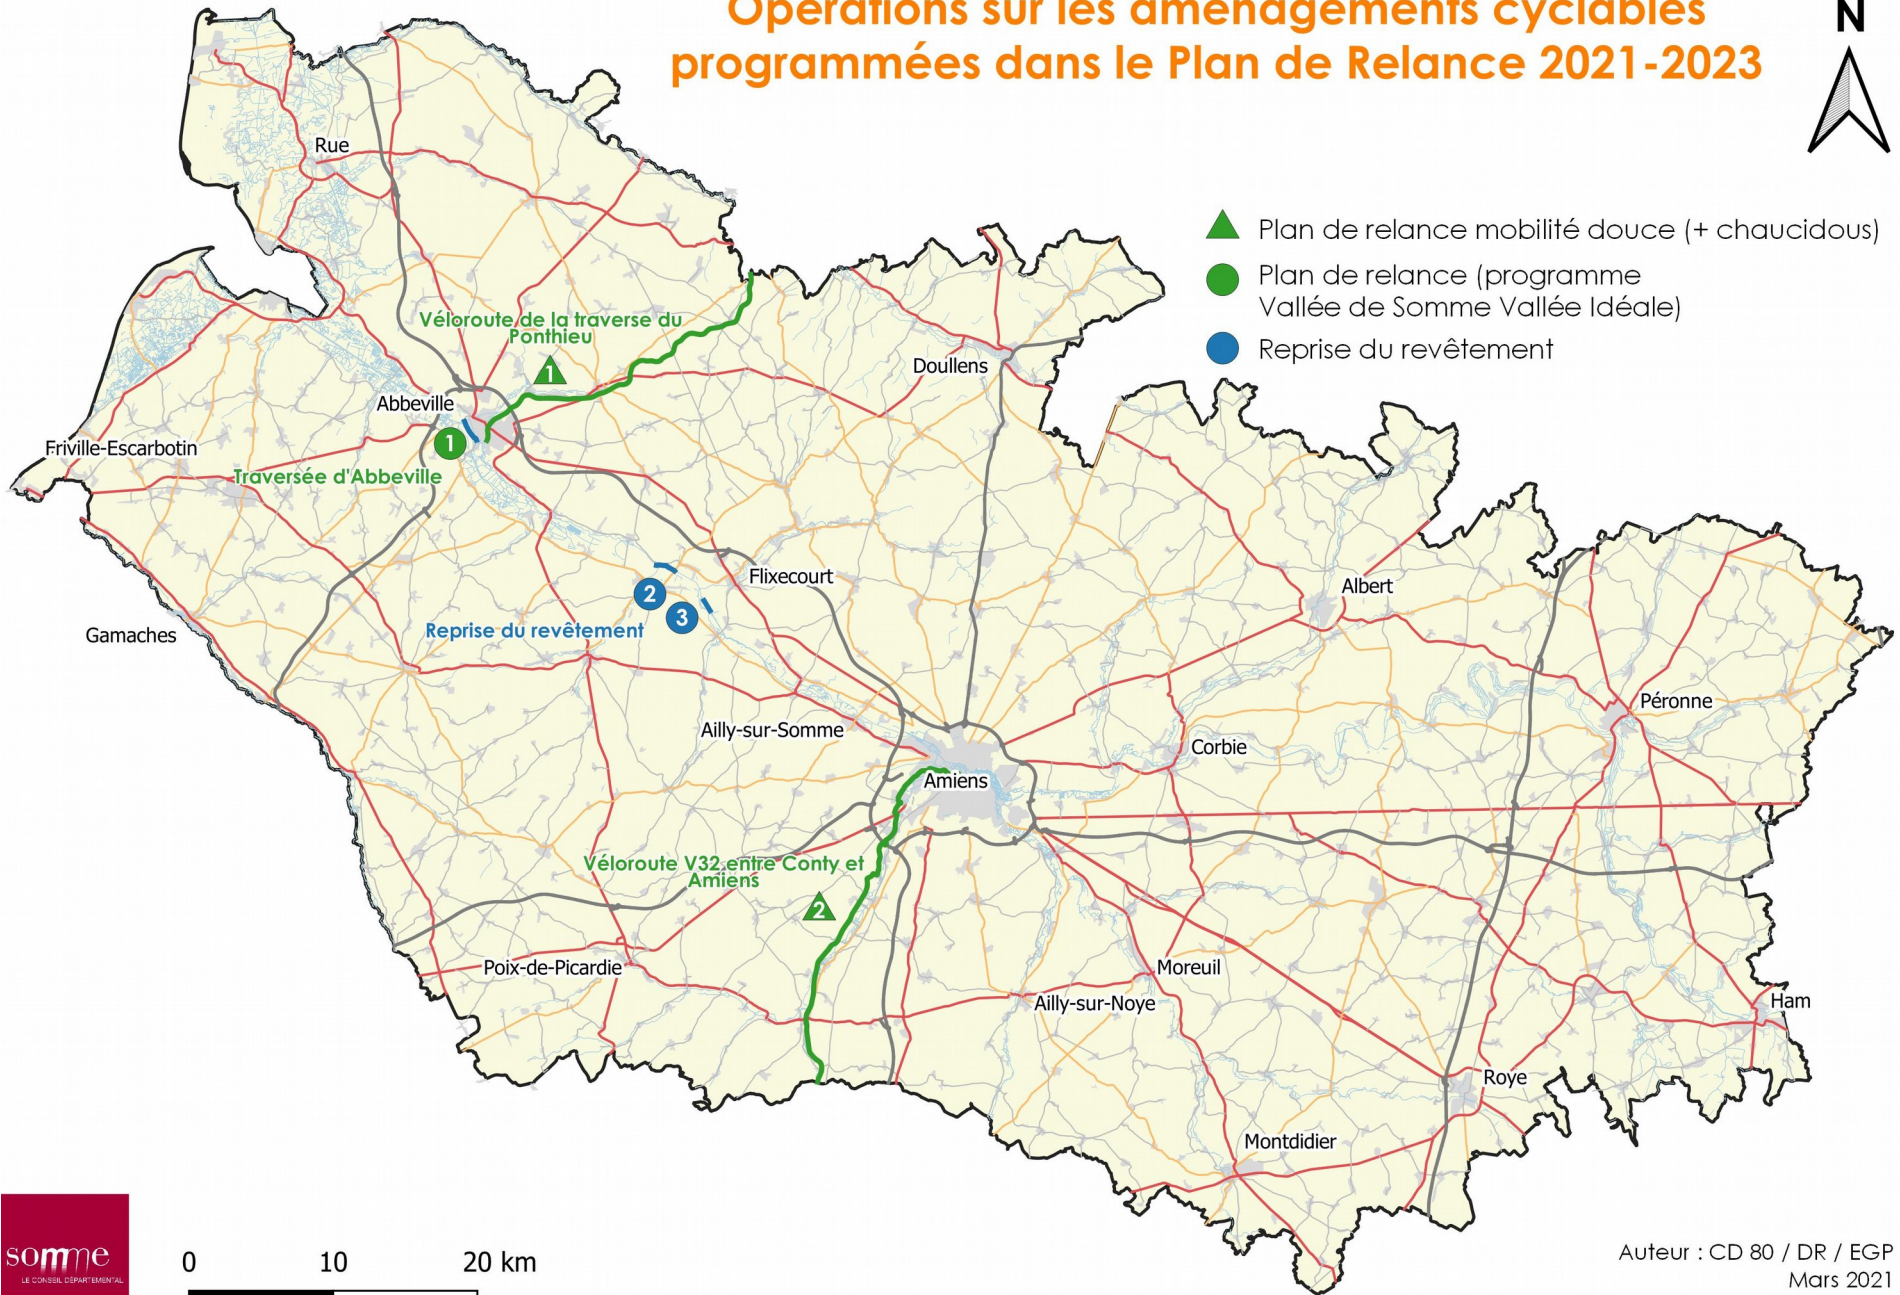 Opérations sur les aménagements cyclables
programmées dans le Plan de Relance 2021-2023
N
Plan de relance mobilité douce (+ chaucidous)
Plan de relance (programme
Vallée de Somme Vallée Idéale)
Reprise du revêtement
Rue
Véloroute de la traverse du
Ponthieu
1
Doullens
Abbeville
1
Friville-Escarbotin
Traversée d'Abbeville
Flixecourt
2
3
Albert
Reprise du revêtement
Gamaches
Péronne
Ailly-sur-Somme
Corbie
Amiens
Véloroute V32 entre Conty et
Amiens
2
Poix-de-Picardie
Moreuil
Ailly-sur-Noye
Ham
Roye
Montdidier
somme
LE CONSEIL DÉPARTEMENTAL
0 10 20 km
Auteur : CD 80 / DR / EGP
Mars 2021